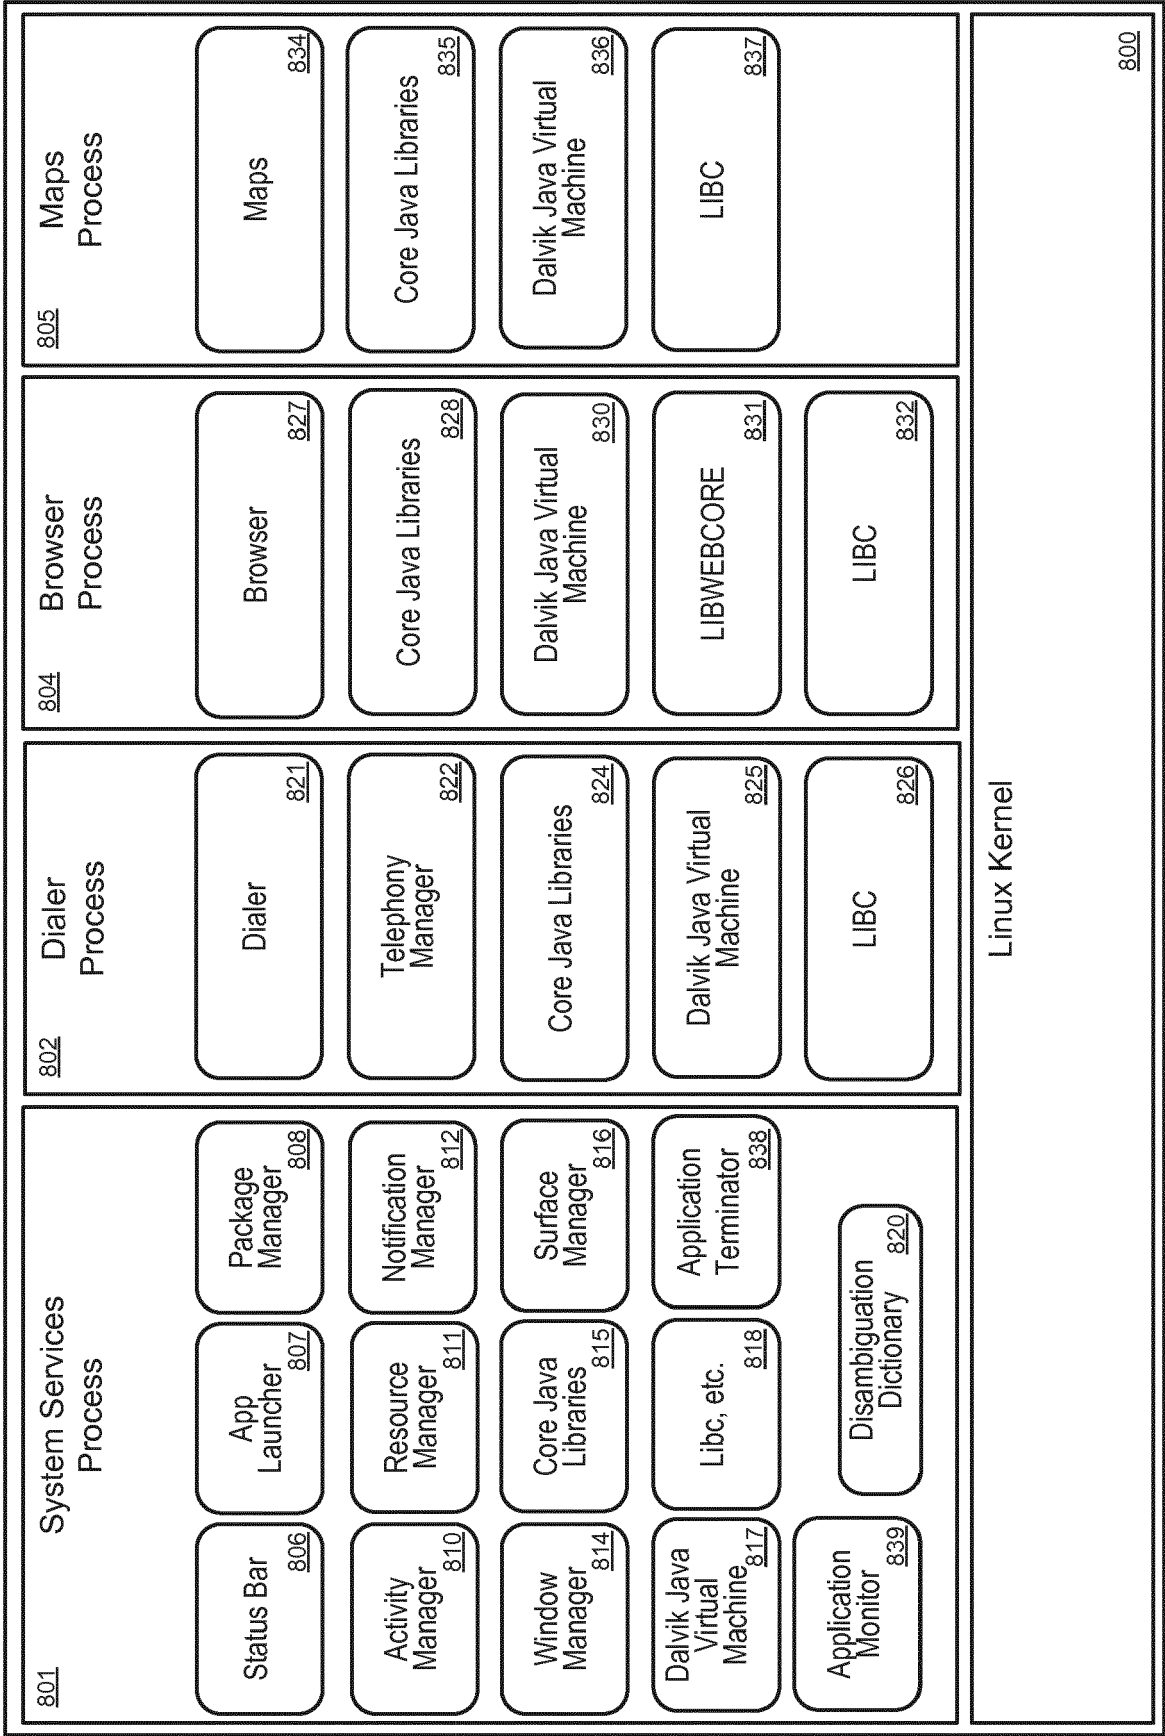 801
System Services
Process
Status Bar
806
App
Launcher
807
Package
Manager
808
Activity
Manager
810
Resource
Manager
811
Notification
Manager
812
Window
Manager
814
Core Java
Libraries
815
Surface
Manager
816
Dalvik Java
Virtual
Machine
817
Libc, etc.
818
Application
Terminator
838
Application
Monitor
839
Disambiguation
Dictionary
820
802
Dialer
Process
Dialer
821
Telephony
Manager
822
Core Java Libraries
824
Dalvik Java Virtual
Machine
825
LIBC
826
804
Browser
Process
Browser
827
Core Java Libraries
828
Dalvik Java Virtual
Machine
830
LIBWEBCORE
831
LIBC
832
805
Maps
Process
Maps
834
Core Java Libraries
835
Dalvik Java Virtual
Machine
836
LIBC
837
Linux Kernel
800